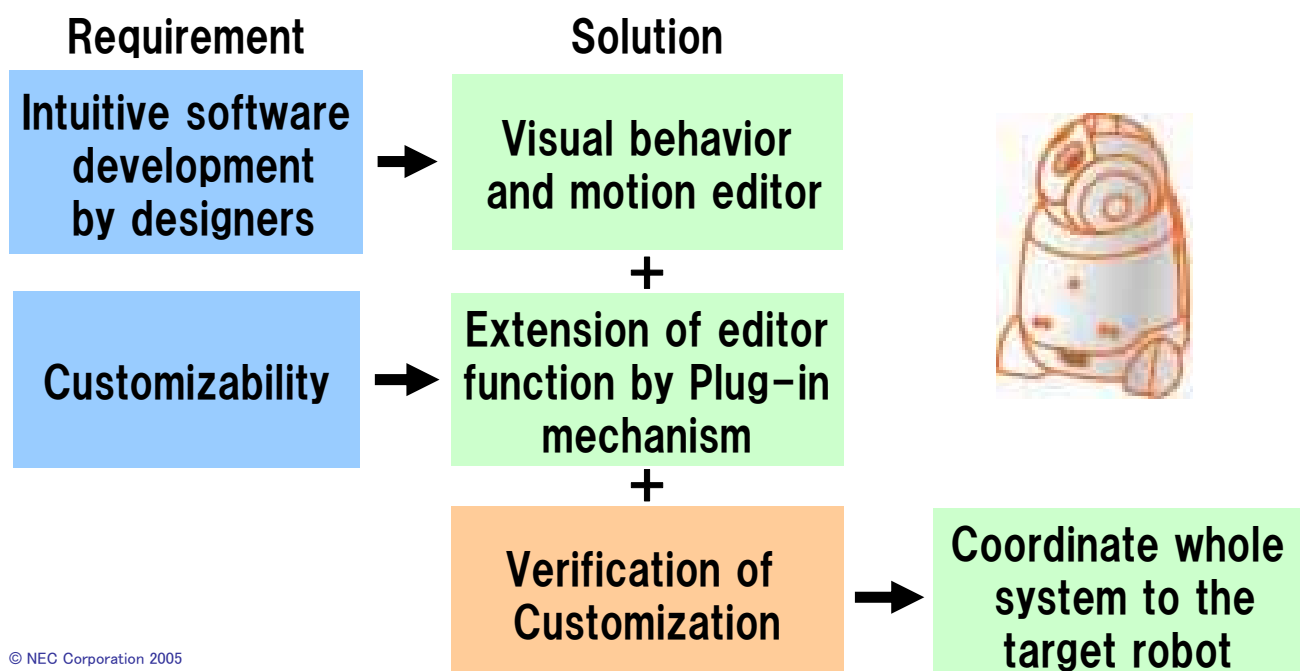 Requirement
Solution
Intuitive software
development
by designers
Visual behavior
and motion editor
+
Customizability
Extension of editor
function by Plug-in
mechanism
+
Verification of
Customization
Coordinate whole
system to the
target robot
© NEC Corporation 2005